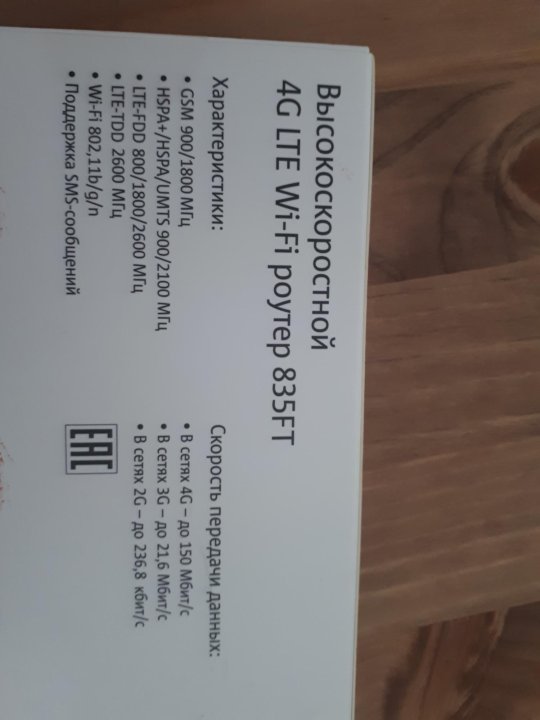 Высокоскоростной
4G LTE Wi-Fi роутер 835FT
Характеристики:
• GSM 900/1800 МГц
• HSPA+/HSPA/UMTS 900/2100 МГц
• LTE-FDD 800/1800/2600 МГц
• LTE-TDD 2600 МГц
• Wi-Fi 802,11b/g/n
• Поддержка SMS-сообщений
Скорость передачи данных:
• В сетях 4G – до 150 Мбит/с
• В сетях 3G – до 21,6 Мбит/с
• В сетях 2G – до 236,8 кбит/с
EAC